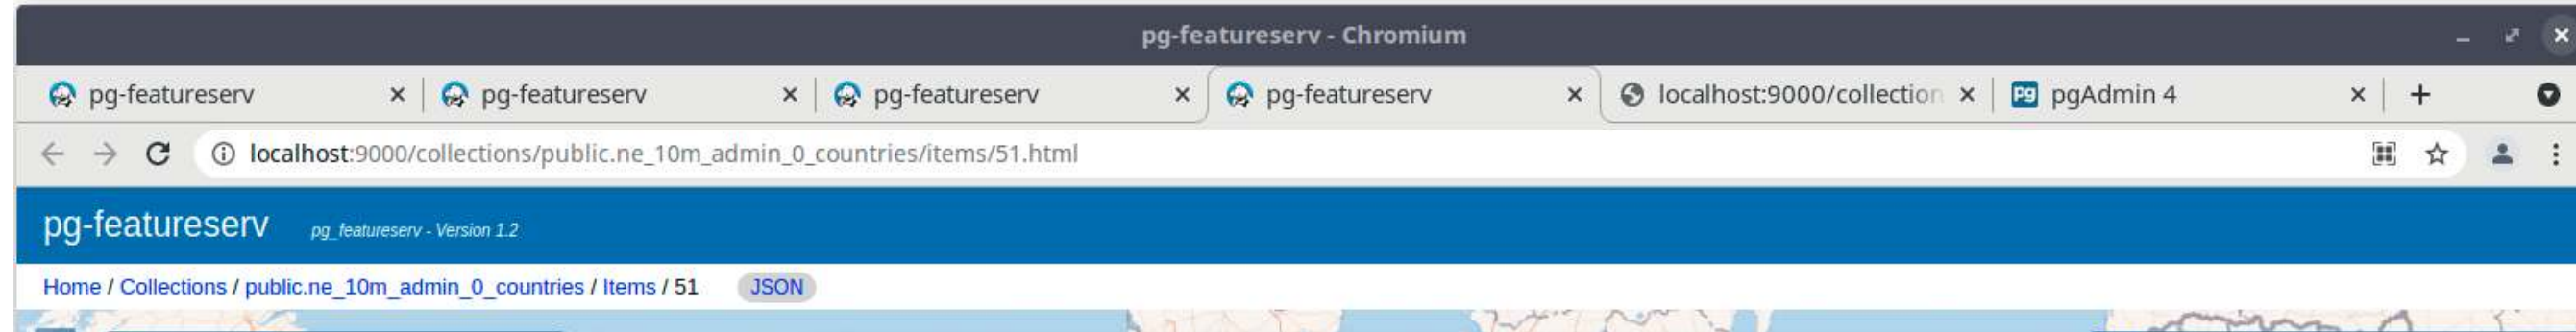 pg-featureserv - Chromium
pg-featureserv pg-featureserv pg-featureserv pg-featureserv localhost:9000/collection pgAdmin 4
localhost:9000/collections/public.ne_10m_admin_0_countries/items/51.html
pg-featureserv pg_featureserv - Version 1.2
Home / Collections / public.ne_10m_admin_0_countries / Items / 51 JSON